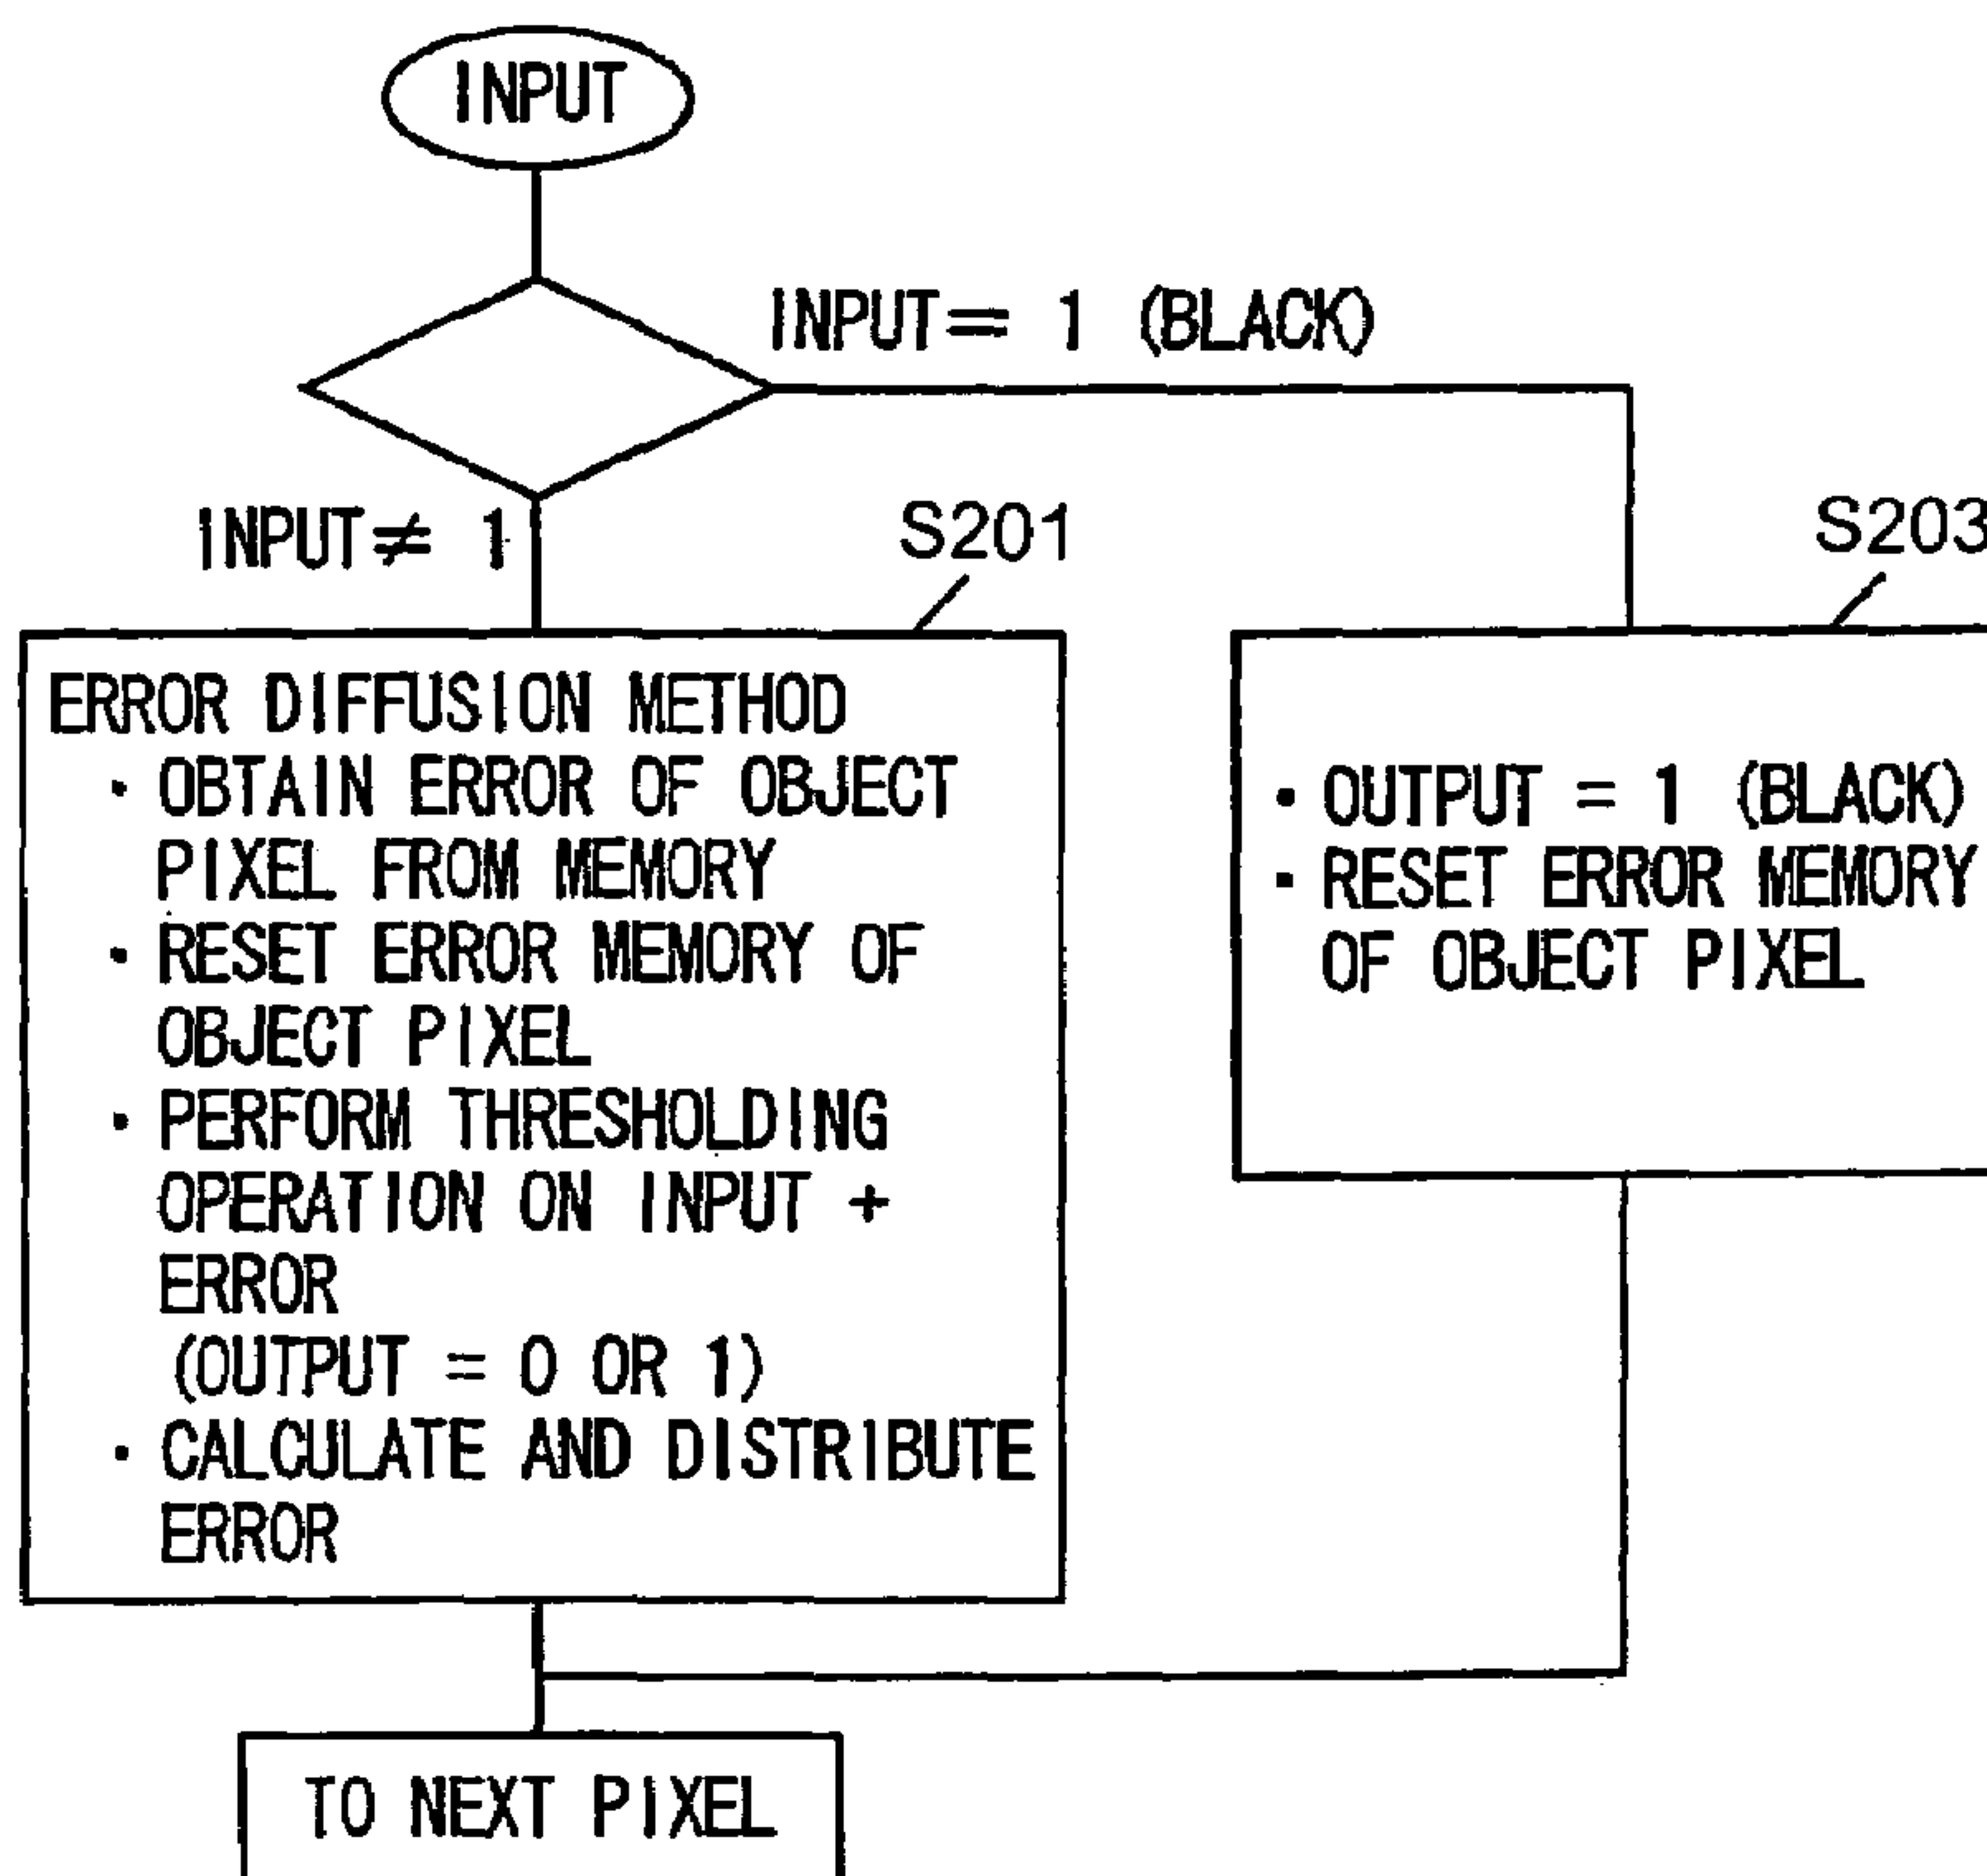 INPUT
INPUT= 1 (BLACK)
INPUT≠ 1
S201
S203
ERROR DIFFUSION METHOD
・OBTAIN ERROR OF OBJECT
PIXEL FROM MEMORY
・RESET ERROR MEMORY OF
OBJECT PIXEL
・PERFORM THRESHOLDING
OPERATION ON INPUT +
ERROR
(OUTPUT = 0 OR 1)
・CALCULATE AND DISTRIBUTE
ERROR
・OUTPUT = 1 (BLACK)
・RESET ERROR MEMORY
OF OBJECT PIXEL
TO NEXT PIXEL